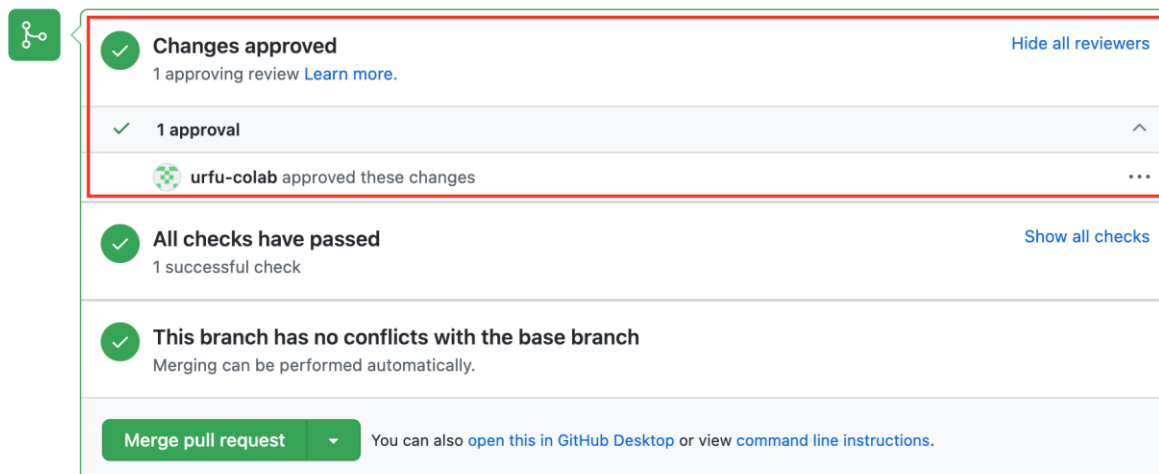 Changes approved
Hide all reviewers
1 approving review Learn more.
1 approval
urfu-colab approved these changes
All checks have passed
Show all checks
1 successful check
This branch has no conflicts with the base branch
Merging can be performed automatically.
Merge pull request
You can also open this in GitHub Desktop or view command line instructions.